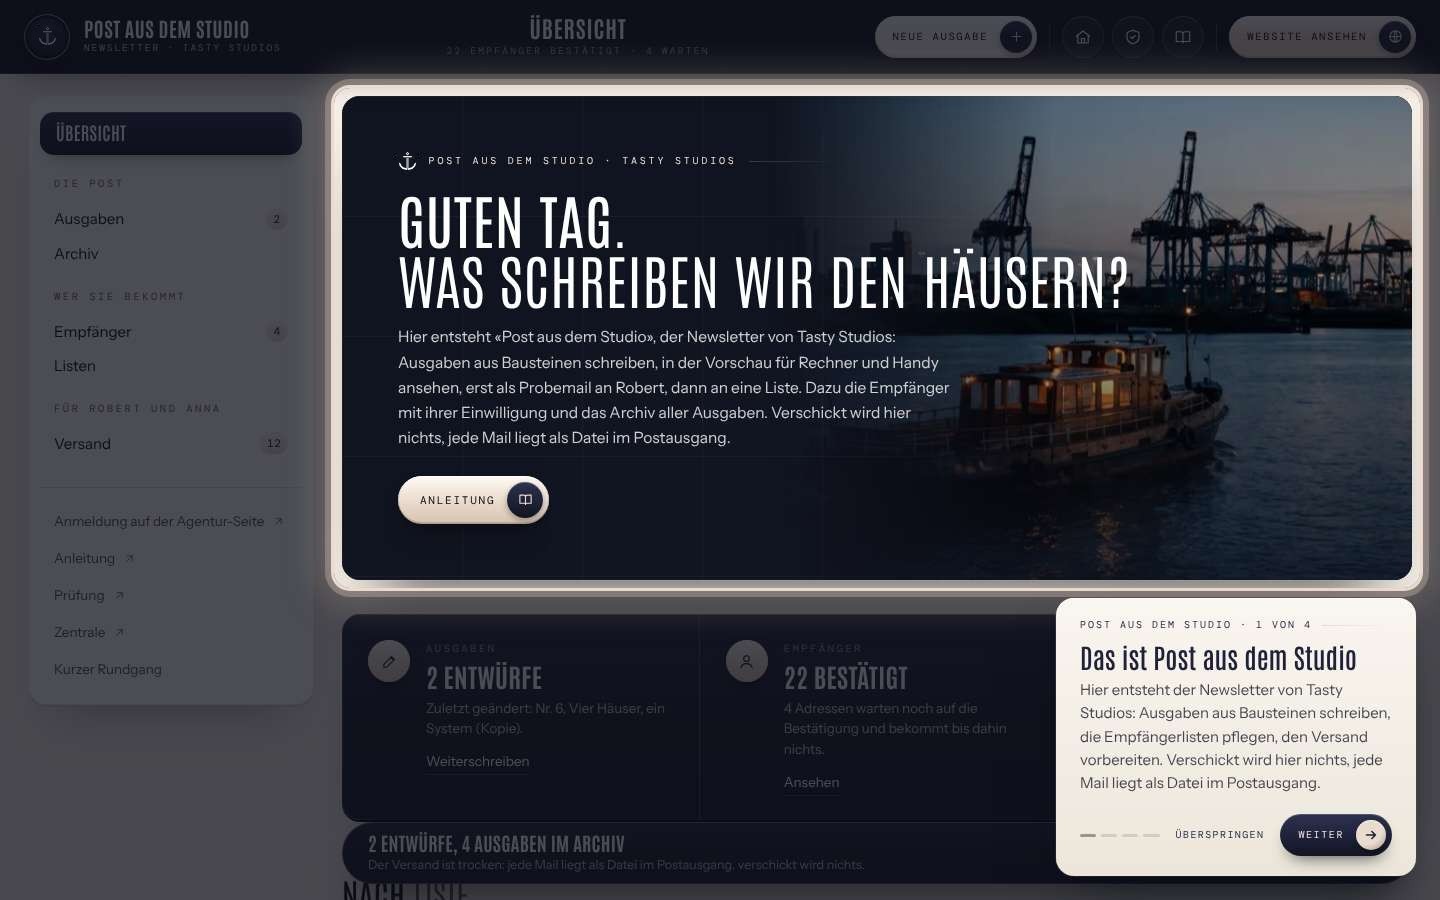 POST AUS DEM STUDIO
NEWSLETTER · TASTY STUDIOS
ÜBERSICHT
22 EMPFÄNGER BESTÄTIGT · 4 WARTEN
NEUE AUSGABE
WEBSITE ANSEHEN
ÜBERSICHT
DIE POST
Ausgaben 2
Archiv
WER SIE BEKOMMT
Empfänger 4
Listen
FÜR ROBERT UND ANNA
Versand 12
Anmeldung auf der Agentur-Seite
Anleitung
Prüfung
Zentrale
Kurzer Rundgang
POST AUS DEM STUDIO · TASTY STUDIOS
GUTEN TAG.
WAS SCHREIBEN WIR DEN HÄUSERN?
Hier entsteht «Post aus dem Studio», der Newsletter von Tasty Studios:
Ausgaben aus Bausteinen schreiben, in der Vorschau für Rechner und Handy
ansehen, erst als Probemail an Robert, dann an eine Liste. Dazu die Empfänger
mit ihrer Einwilligung und das Archiv aller Ausgaben. Verschickt wird hier
nichts, jede Mail liegt als Datei im Postausgang.
ANLEITUNG
AUSGABEN
2 ENTWÜRFE
Zuletzt geändert: Nr. 6, Vier Häuser, ein
System (Kopie).
Weiterschreiben
EMPFÄNGER
22 BESTÄTIGT
4 Adressen warten noch auf die
Bestätigung und bekommt bis dahin
nichts.
Ansehen
2 ENTWÜRFE, 4 AUSGABEN IM ARCHIV
Der Versand ist trocken: jede Mail liegt als Datei im Postausgang, verschickt wird nichts.
NACH LISTE
POST AUS DEM STUDIO · 1 VON 4
Das ist Post aus dem Studio
Hier entsteht der Newsletter von Tasty
Studios: Ausgaben aus Bausteinen schreiben,
die Empfängerlisten pflegen, den Versand
vorbereiten. Verschickt wird hier nichts, jede
Mail liegt als Datei im Postausgang.
ÜBERSPRINGEN
WEITER